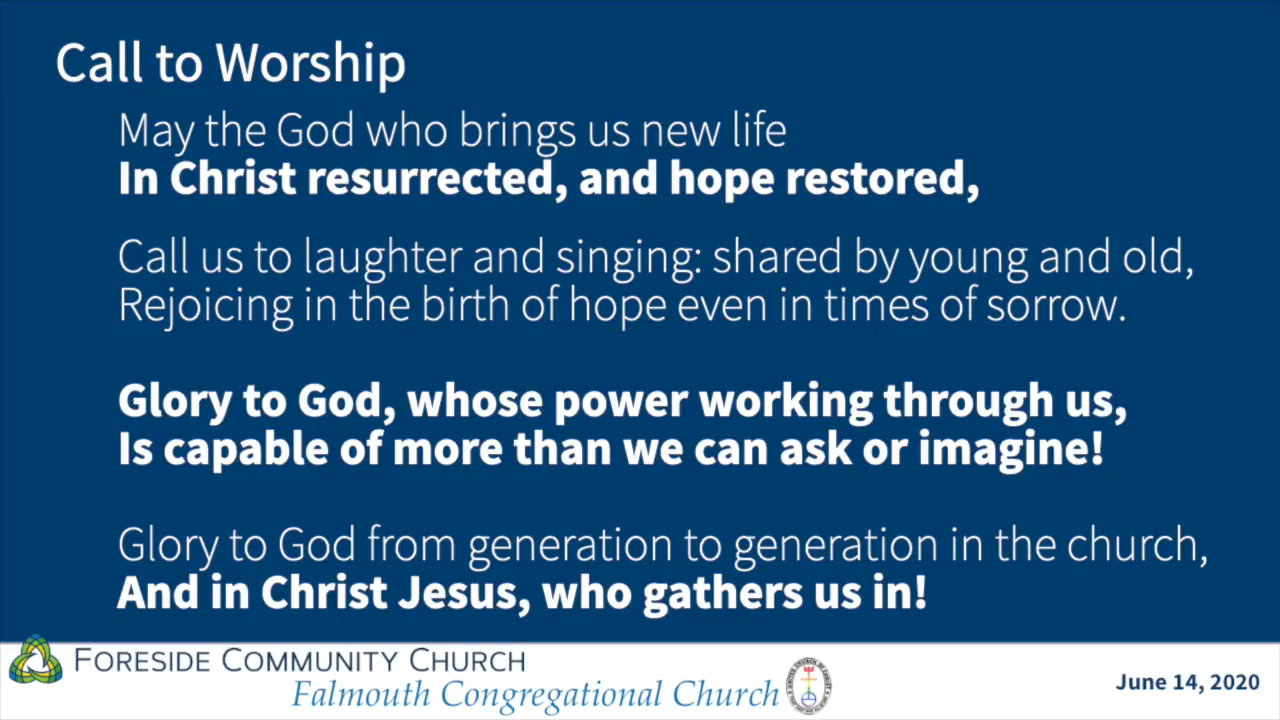 Call to Worship
May the God who brings us new life
In Christ resurrected, and hope restored,
Call us to laughter and singing: shared by young and old,
Rejoicing in the birth of hope even in times of sorrow.
Glory to God, whose power working through us,
Is capable of more than we can ask or imagine!
Glory to God from generation to generation in the church,
And in Christ Jesus, who gathers us in!
FORESIDE COMMUNITY CHURCH
Falmouth Congregational Church
June 14, 2020